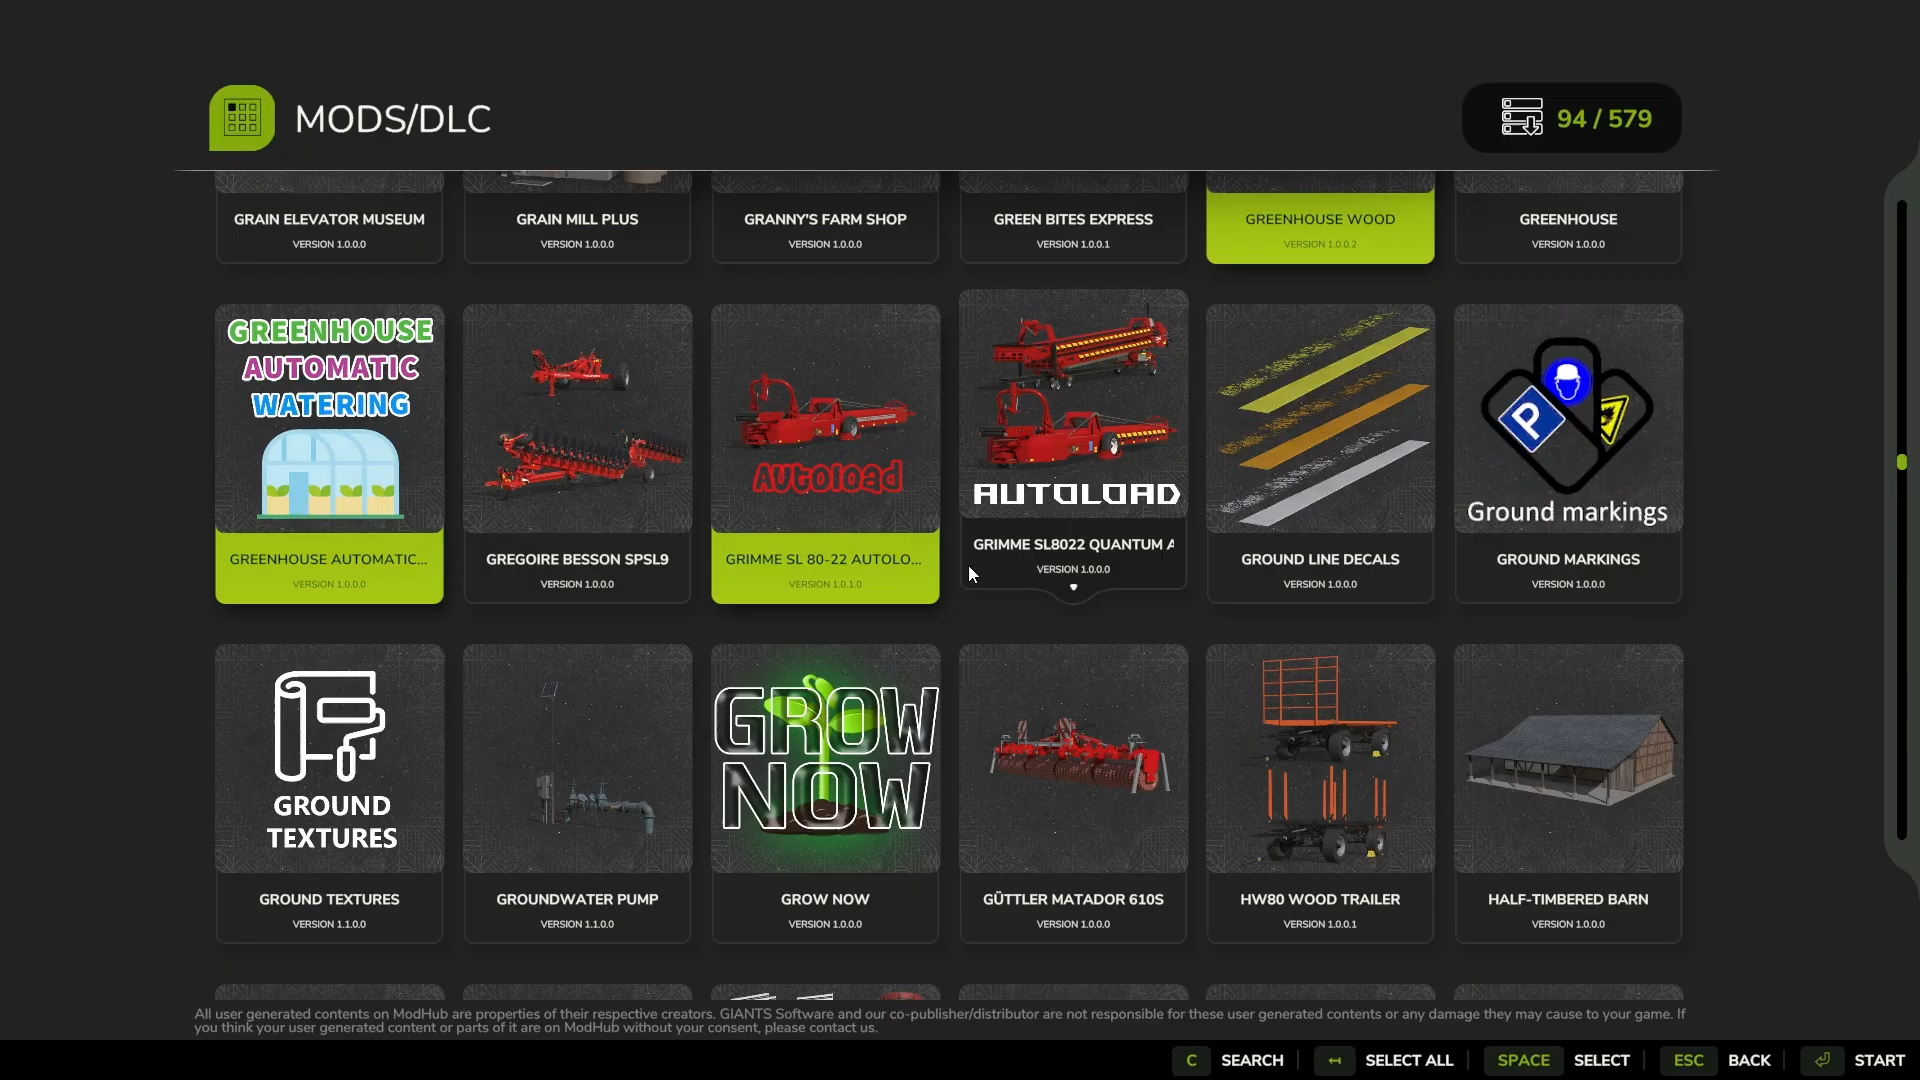 MODS/DLC
94 / 579
GRAIN ELEVATOR MUSEUM
VERSION 1.0.0.0
GRAIN MILL PLUS
VERSION 1.0.0.0
GRANNY'S FARM SHOP
VERSION 1.0.0.0
GREEN BITES EXPRESS
VERSION 1.0.0.1
GREENHOUSE WOOD
VERSION 1.0.0.2
GREENHOUSE
VERSION 1.0.0.0
GREENHOUSE
AUTOMATIC
WATERING
GREENHOUSE AUTOMATIC...
VERSION 1.0.0.0
GREGOIRE BESSON SPSL9
VERSION 1.0.0.0
Autoload
GRIMME SL 80-22 AUTOLO...
VERSION 1.0.1.0
AUTOLOAD
GRIMME SL8022 QUANTUM A
VERSION 1.0.0.0
GROUND LINE DECALS
VERSION 1.0.0.0
P
Ground markings
GROUND MARKINGS
VERSION 1.0.0.0
GROUND
TEXTURES
GROUND TEXTURES
VERSION 1.1.0.0
GROUNDWATER PUMP
VERSION 1.1.0.0
GROW
NOW
GROW NOW
VERSION 1.0.0.0
GÜTTLER MATADOR 610S
VERSION 1.0.0.0
HW80 WOOD TRAILER
VERSION 1.0.0.1
HALF-TIMBERED BARN
VERSION 1.0.0.0
All user generated contents on ModHub are properties of their respective creators. GIANTS Software and our co-publisher/distributor are not responsible for these user generated contents or any damage they may cause to your game. If
you think your user generated content or parts of it are on ModHub without your consent, please contact us.
C SEARCH
SELECT ALL
SPACE SELECT
ESC BACK
START